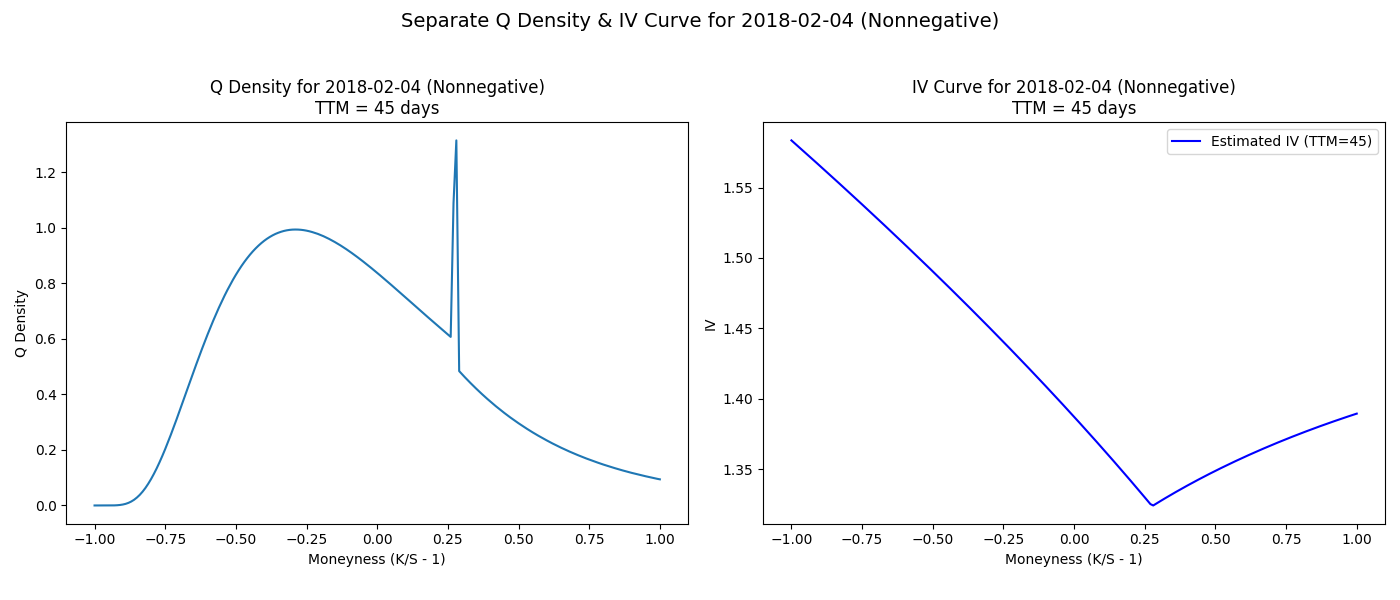 Separate Q Density & IV Curve for 2018-02-04 (Nonnegative)
Q Density for 2018-02-04 (Nonnegative)
TTM = 45 days
Q Density
1.2
1.0
0.8
0.6
0.4
0.2
0.0
−1.00 −0.75 −0.50 −0.25 0.00 0.25 0.50 0.75 1.00
Moneyness (K/S - 1)
IV Curve for 2018-02-04 (Nonnegative)
TTM = 45 days
Estimated IV (TTM=45)
IV
1.55
1.50
1.45
1.40
1.35
−1.00 −0.75 −0.50 −0.25 0.00 0.25 0.50 0.75 1.00
Moneyness (K/S - 1)